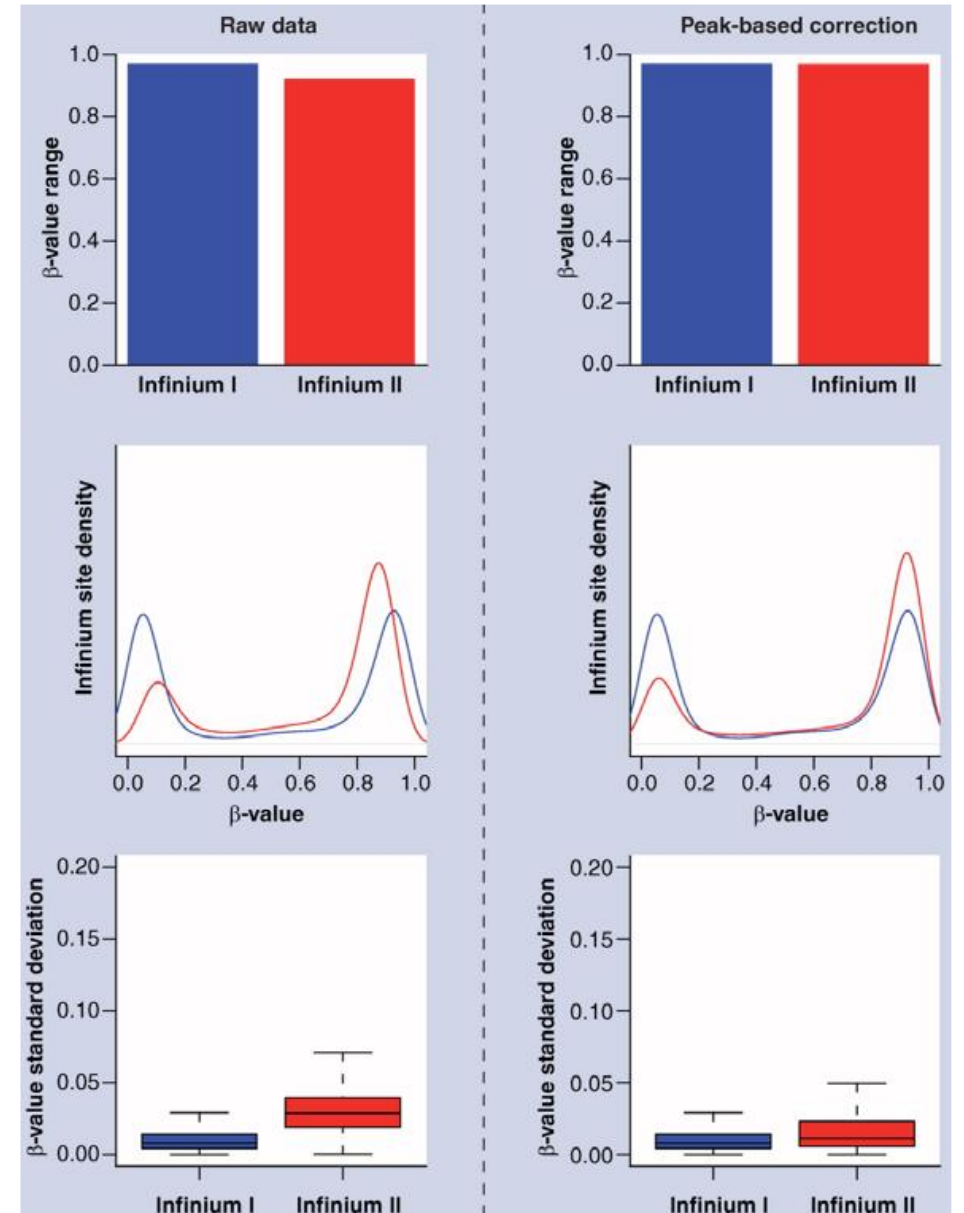 Raw data
1.0
0.8
0.6
0.4
0.2
0.0
β-value range
Infinium I Infinium II
Infinium site density
0.0 0.2 0.4 0.6 0.8 1.0
β-value
0.20
0.15
0.10
0.05
0.00
β-value standard deviation
Infinium I Infinium II
Peak-based correction
1.0
0.8
0.6
0.4
0.2
0.0
β-value range
Infinium I Infinium II
Infinium site density
0.0 0.2 0.4 0.6 0.8 1.0
β-value
0.20
0.15
0.10
0.05
0.00
β-value standard deviation
Infinium I Infinium II